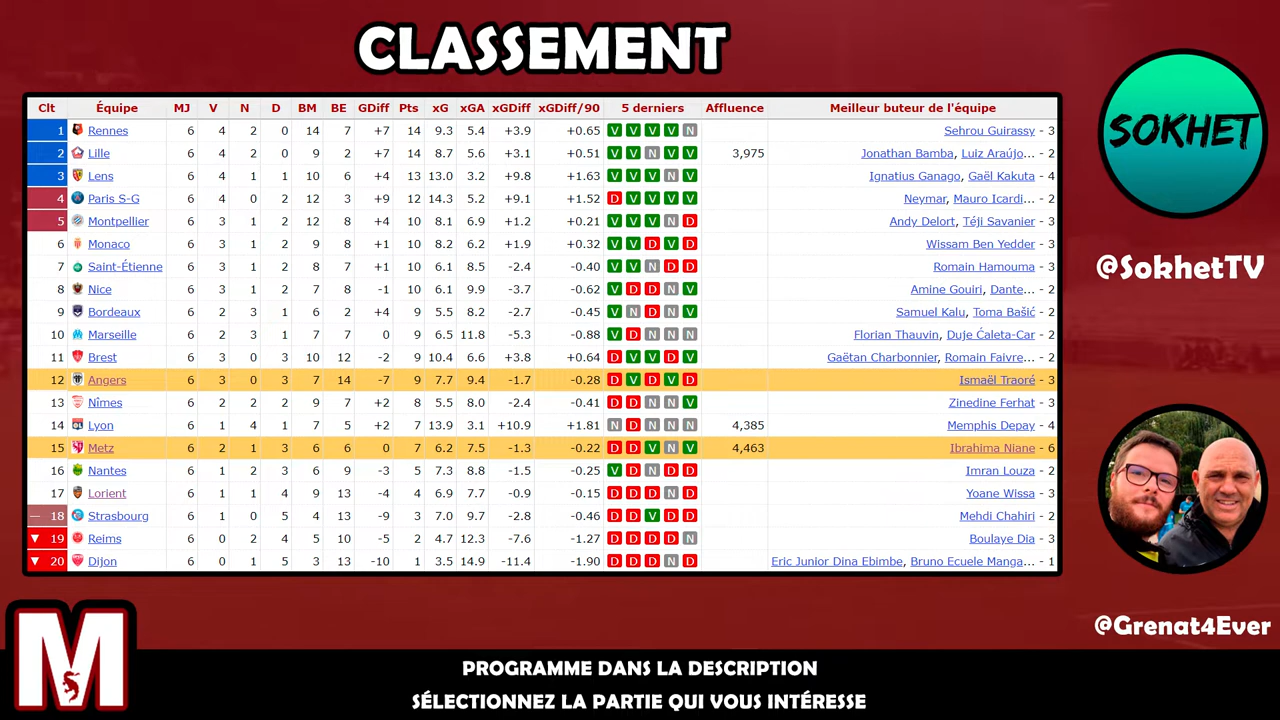 CLASSEMENT
Clt Équipe MJ V N D BM BE GDiff Pts xG xGA xGDiff xGDiff/90 5 derniers Affluence Meilleur buteur de l'équipe
1 Rennes 6 4 2 0 14 7 +7 14 9.3 5.4 +3.9 +0.65 V V V V N Sehrou Guirassy - 3
2 Lille 6 4 2 0 9 2 +7 14 8.7 5.6 +3.1 +0.51 V V N V V 3,975 Jonathan Bamba, Luiz Araújo... - 2
3 Lens 6 4 1 1 10 6 +4 13 13.0 3.2 +9.8 +1.63 V V V N V Ignatius Ganago, Gaël Kakuta - 4
4 Paris S-G 6 4 0 2 12 3 +9 12 14.3 5.2 +9.1 +1.52 D V V V V Neymar, Mauro Icardi... - 2
5 Montpellier 6 3 1 2 12 8 +4 10 8.1 6.9 +1.2 +0.21 V V V N D Andy Delort, Téji Savanier - 3
6 Monaco 6 3 1 2 9 8 +1 10 8.2 6.2 +1.9 +0.32 V V D V D Wissam Ben Yedder - 3
7 Saint-Étienne 6 3 1 2 8 7 +1 10 6.1 8.5 -2.4 -0.40 V V N D D Romain Hamouma - 3
8 Nice 6 3 1 2 7 8 -1 10 6.1 9.9 -3.7 -0.62 V D D N V Amine Gouiri, Dante... - 2
9 Bordeaux 6 2 3 1 6 2 +4 9 5.5 8.2 -2.7 -0.45 V N D N V Samuel Kalu, Toma Bašić - 2
10 Marseille 6 2 3 1 7 7 0 9 6.5 11.8 -5.3 -0.88 V D N N N Florian Thauvin, Duje Ćaleta-Car - 2
11 Brest 6 3 0 3 10 12 -2 9 10.4 6.6 +3.8 +0.64 D V V D V Gaëtan Charbonnier, Romain Faivre... - 2
12 Angers 6 3 0 3 7 14 -7 9 7.7 9.4 -1.7 -0.28 D V D V D Ismaël Traoré - 3
13 Nîmes 6 2 2 2 9 7 +2 8 5.5 8.0 -2.4 -0.41 D D N N V Zinedine Ferhat - 3
14 Lyon 6 1 4 1 7 5 +2 7 13.9 3.1 +10.9 +1.81 N D N N N 4,385 Memphis Depay - 4
15 Metz 6 2 1 3 6 6 0 7 6.2 7.5 -1.3 -0.22 D D V N V 4,463 Ibrahima Niane - 6
16 Nantes 6 1 2 3 6 9 -3 5 7.3 8.8 -1.5 -0.25 V D N D D Imran Louza - 2
17 Lorient 6 1 1 4 9 13 -4 4 6.9 7.7 -0.9 -0.15 D D D N D Yoane Wissa - 3
— 18 Strasbourg 6 1 0 5 4 13 -9 3 7.0 9.7 -2.8 -0.46 D D V D D Mehdi Chahiri - 2
▼ 19 Reims 6 0 2 4 5 10 -5 2 4.7 12.3 -7.6 -1.27 D D D D N Boulaye Dia - 3
▼ 20 Dijon 6 0 1 5 3 13 -10 1 3.5 14.9 -11.4 -1.90 D D D N D Eric Junior Dina Ebimbe, Bruno Ecuele Manga... - 1
SOKHET
@SokhetTV
@Grenat4Ever
M
PROGRAMME DANS LA DESCRIPTION
SÉLECTIONNEZ LA PARTIE QUI VOUS INTÉRESSE